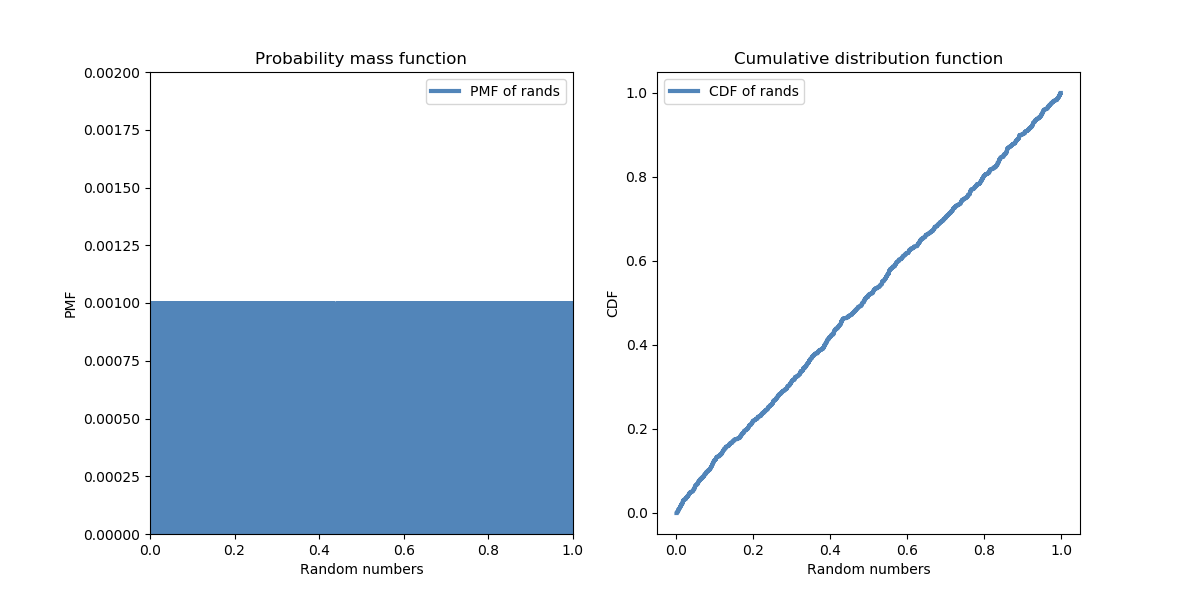 Probability mass function
PMF of rands
0.00200
0.00175
0.00150
0.00125
0.00100
0.00075
0.00050
0.00025
0.00000
PMF
0.0 0.2 0.4 0.6 0.8 1.0
Random numbers
Cumulative distribution function
CDF of rands
1.0
0.8
0.6
0.4
0.2
0.0
CDF
0.0 0.2 0.4 0.6 0.8 1.0
Random numbers